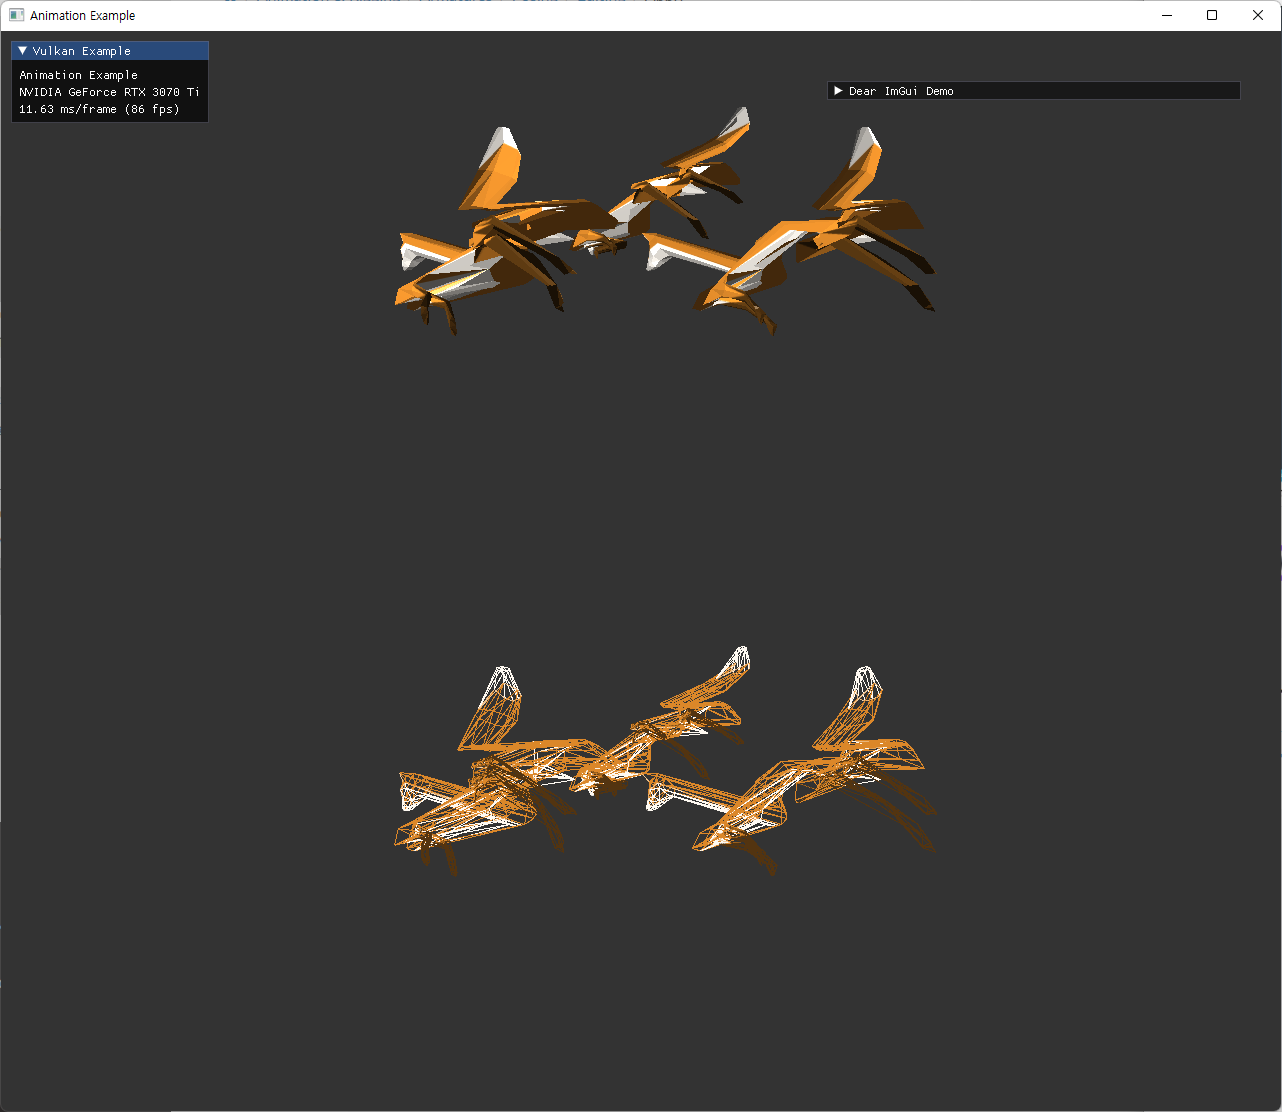 Animation Example
Vulkan Example
Animation Example
NVIDIA GeForce RTX 3070 Ti
11.63 ms/frame (86 fps)
Dear ImGui Demo